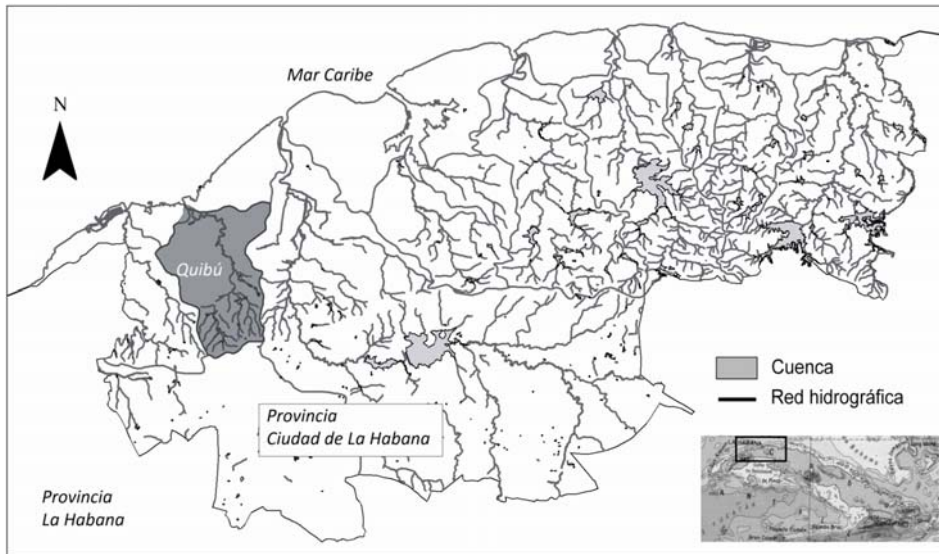 Mar Caribe
N
Quibú
Cuenca
Red hidrográfica
Provincia
Ciudad de La Habana
Provincia
La Habana